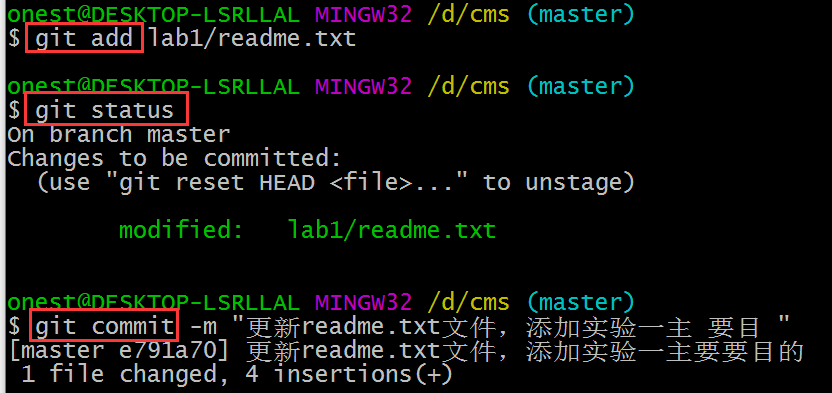 onest@DESKTOP-LSRLLAL MINGW32 /d/cms (master)
$ git add lab1/readme.txt
onest@DESKTOP-LSRLLAL MINGW32 /d/cms (master)
$ git status
On branch master
Changes to be committed:
(use "git reset HEAD <file>..." to unstage)
modified: lab1/readme.txt
onest@DESKTOP-LSRLLAL MINGW32 /d/cms (master)
$ git commit -m "更新readme.txt文件，添加实验一主 要目 "
[master e791a70] 更新readme.txt文件，添加实验一主要要目的
1 file changed, 4 insertions(+)